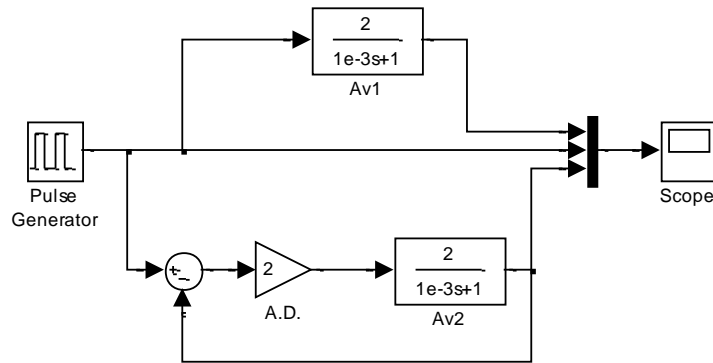 2
1e-3s+1
Av1
Pulse
Generator
Scope
+
-
2
A.D.
2
1e-3s+1
Av2